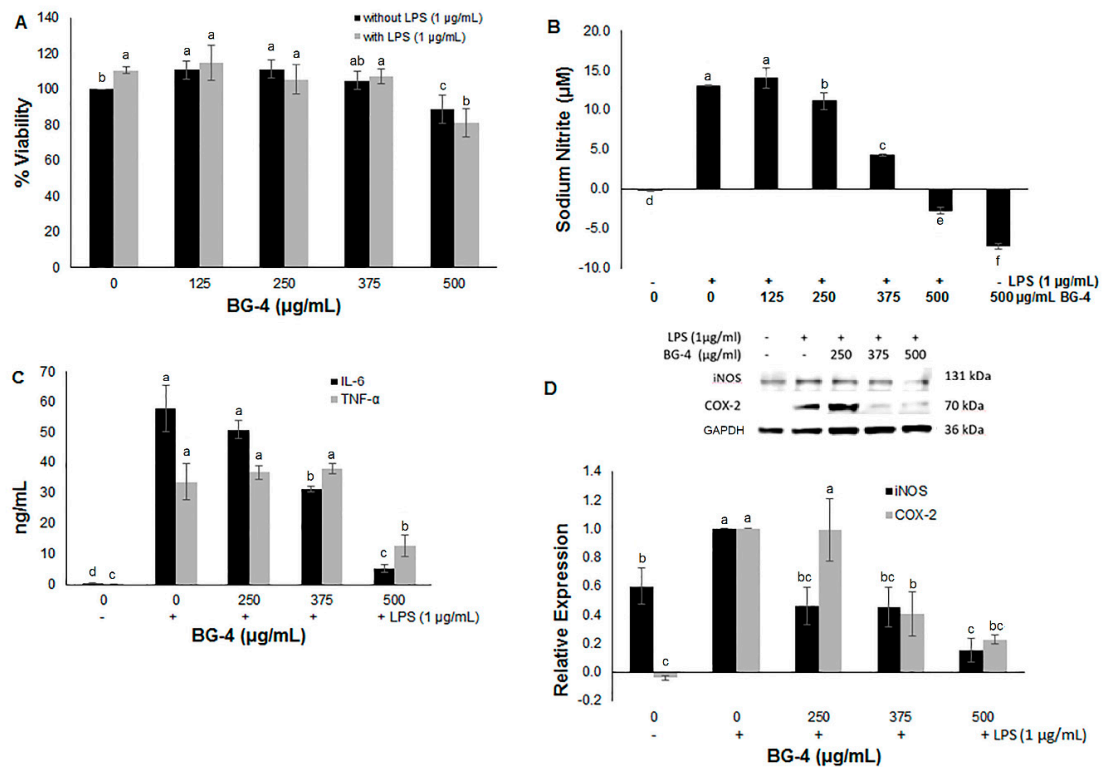 A
140
120
100
80
60
40
20
0
% Viability
without LPS (1 µg/mL)
with LPS (1 µg/mL)
b a a a a a ab a c b
0 125 250 375 500
BG-4 (µg/mL)
B
20.0
15.0
10.0
5.0
0.0
-5.0
-10.0
Sodium Nitrite (µM)
d a a b c e f
- + + + + + - LPS (1 µg/mL)
0 0 125 250 375 500 500 µg/mL BG-4
C
70
60
50
40
30
20
10
0
ng/mL
IL-6
TNF-α
d c a a a a b a c b
0 0 250 375 500
- + + + + LPS (1 µg/mL)
BG-4 (µg/mL)
D
LPS (1µg/ml) - + + + +
BG-4 (µg/ml) - - 250 375 500
iNOS 131 kDa
COX-2 70 kDa
GAPDH 36 kDa
1.4
1.2
1.0
0.8
0.6
0.4
0.2
0.0
-0.2
Relative Expression
iNOS
COX-2
b c a a bc a bc b c bc
0 0 250 375 500
- + + + + LPS (1 µg/mL)
BG-4 (µg/mL)